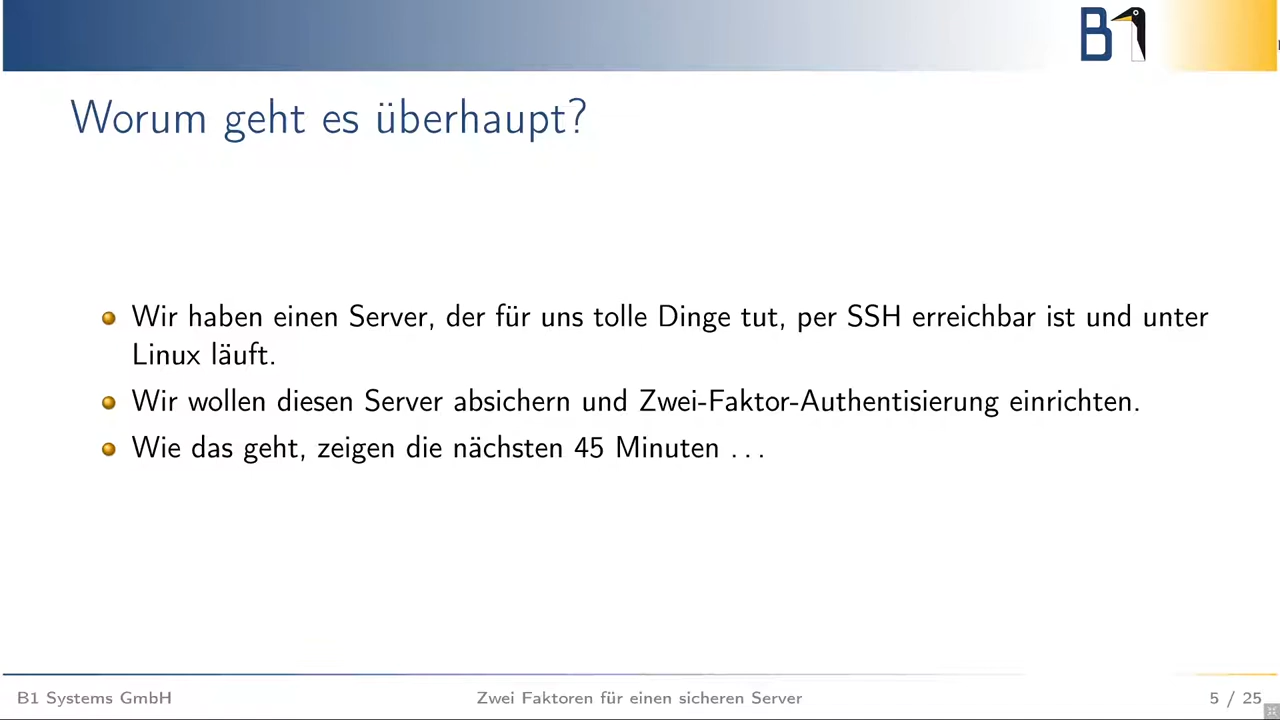 B1
Worum geht es überhaupt?
Wir haben einen Server, der für uns tolle Dinge tut, per SSH erreichbar ist und unter
Linux läuft.
Wir wollen diesen Server absichern und Zwei-Faktor-Authentisierung einrichten.
Wie das geht, zeigen die nächsten 45 Minuten ...
B1 Systems GmbH
Zwei Faktoren für einen sicheren Server
5 / 25